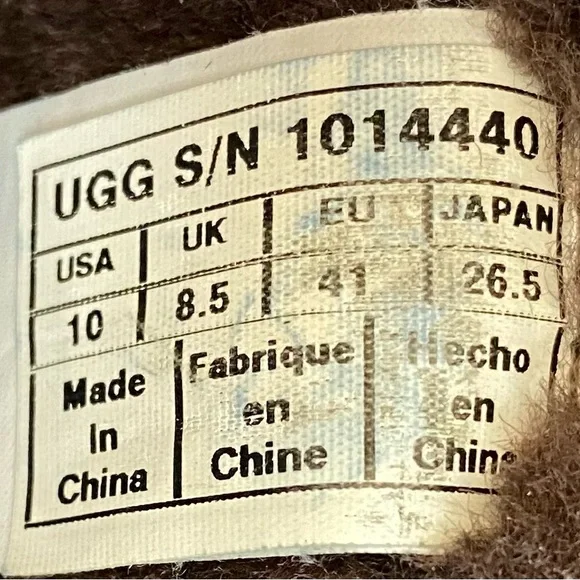 UGG S/N 1014440
USA UK EU JAPAN
10 8.5 41 26.5
Made Fabrique Hecho
In en en
China Chine